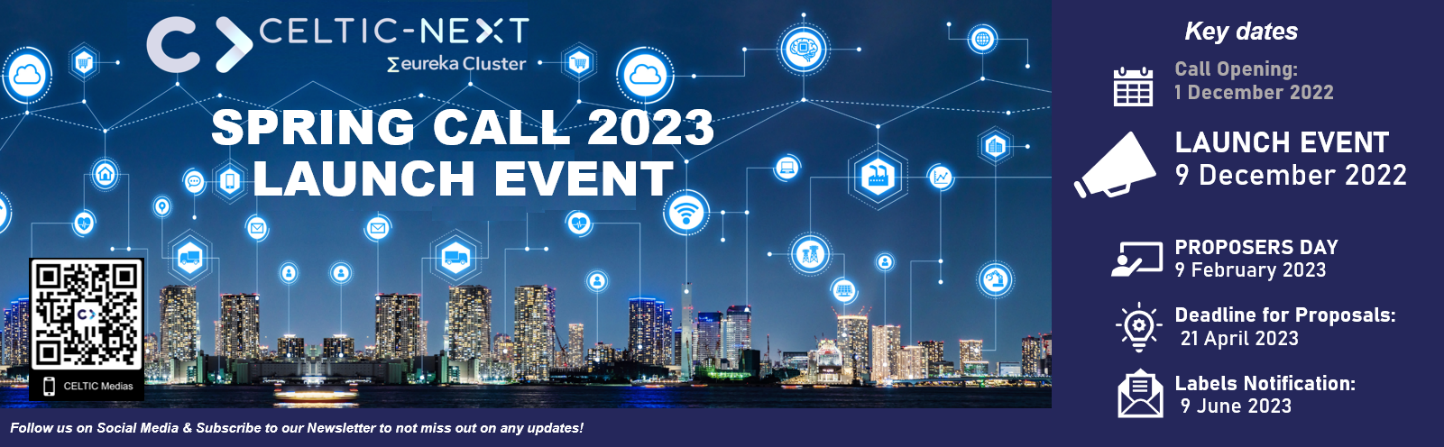 CELTIC-NEXT
eureka Cluster
SPRING CALL 2023
LAUNCH EVENT
CELTIC Medias
Follow us on Social Media & Subscribe to our Newsletter to not miss out on any updates!
Key dates
Call Opening:
1 December 2022
LAUNCH EVENT
9 December 2022
PROPOSERS DAY
9 February 2023
Deadline for Proposals:
21 April 2023
Labels Notification:
9 June 2023